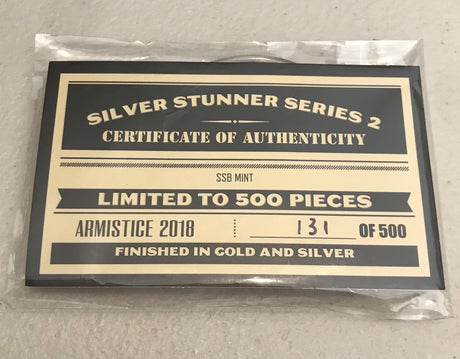 SILVER STUNNER SERIES 2
CERTIFICATE OF AUTHENTICITY
SSB MINT
LIMITED TO 500 PIECES
ARMISTICE 2018 131 OF 500
FINISHED IN GOLD AND SILVER